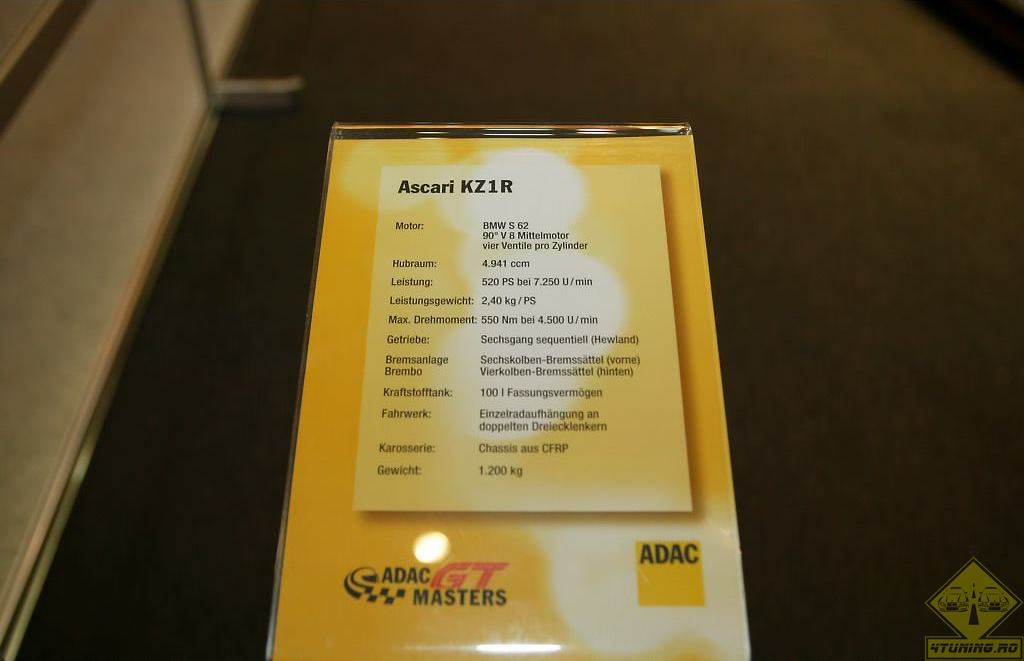 Ascari KZ1R
Motor: BMW S 62
90° V 8 Mittelmotor
vier Ventile pro Zylinder
Hubraum: 4.941 ccm
Leistung: 520 PS bei 7.250 U/min
Leistungsgewicht: 2,40 kg/PS
Max. Drehmoment: 550 Nm bei 4.500 U/min
Getriebe: Sechsgang sequentiell (Hewland)
Bremsanlage Sechskolben-Bremssättel (vorne)
Brembo Vierkolben-Bremssättel (hinten)
Kraftstofftank: 100 l Fassungsvermögen
Fahrwerk: Einzelradaufhängung an
doppelten Dreiecklenkern
Karosserie: Chassis aus CFRP
Gewicht: 1.200 kg
ADAC GT
MASTERS
ADAC
4TUNING.RO